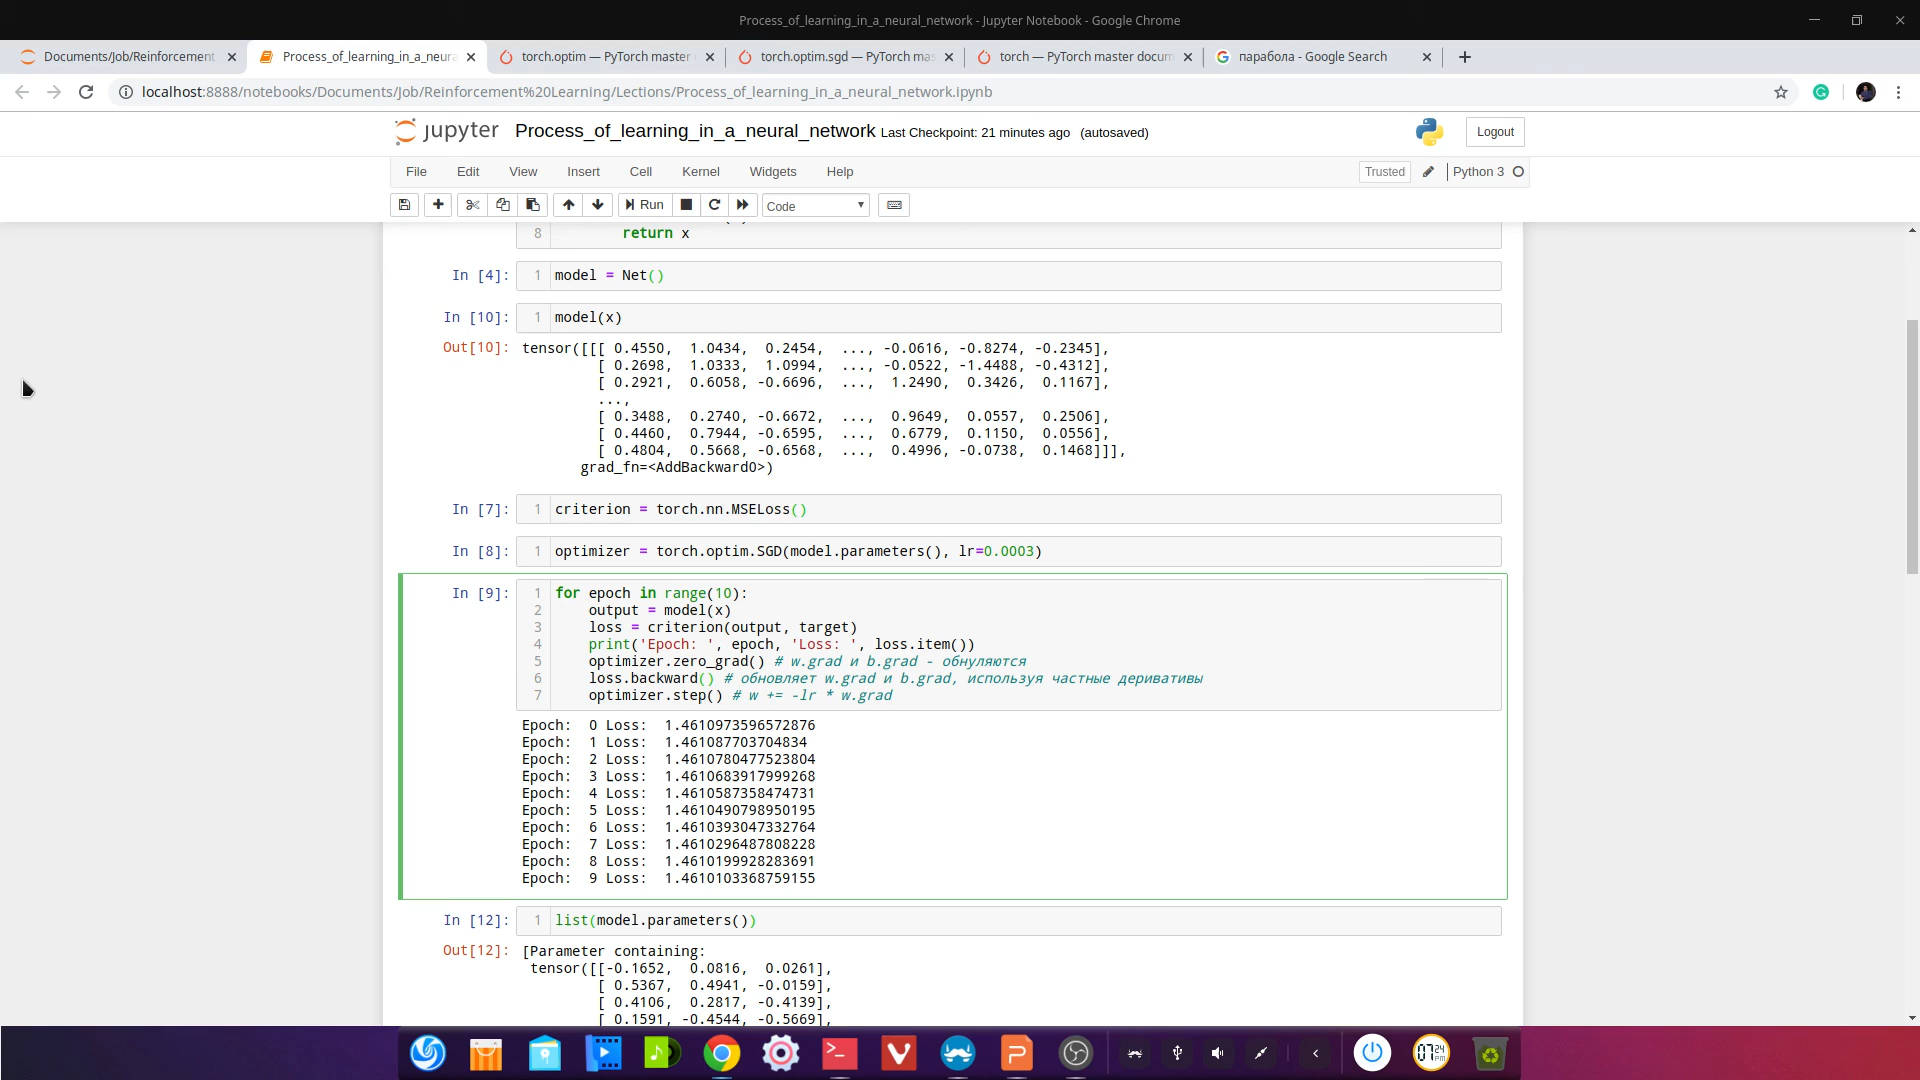 Process_of_learning_in_a_neural_network - Jupyter Notebook - Google Chrome
Documents/Job/Reinforcement
Process_of_learning_in_a_neura
torch.optim — PyTorch master
torch.optim.sgd — PyTorch mas
torch — PyTorch master docum
парабола - Google Search
localhost:8888/notebooks/Documents/Job/Reinforcement%20Learning/Lections/Process_of_learning_in_a_neural_network.ipynb
jupyter Process_of_learning_in_a_neural_network Last Checkpoint: 21 minutes ago (autosaved)
Logout
File Edit View Insert Cell Kernel Widgets Help
Trusted Python 3
Run Code
8 return x
In [4]: 1 model = Net()
In [10]: 1 model(x)
Out[10]: tensor([[[ 0.4550, 1.0434, 0.2454, ..., -0.0616, -0.8274, -0.2345],
[ 0.2698, 1.0333, 1.0994, ..., -0.0522, -1.4488, -0.4312],
[ 0.2921, 0.6058, -0.6696, ..., 1.2490, 0.3426, 0.1167],
...,
[ 0.3488, 0.2740, -0.6672, ..., 0.9649, 0.0557, 0.2506],
[ 0.4460, 0.7944, -0.6595, ..., 0.6779, 0.1150, 0.0556],
[ 0.4804, 0.5668, -0.6568, ..., 0.4996, -0.0738, 0.1468]]],
grad_fn=<AddBackward0>)
In [7]: 1 criterion = torch.nn.MSELoss()
In [8]: 1 optimizer = torch.optim.SGD(model.parameters(), lr=0.0003)
In [9]: 1 for epoch in range(10):
2 output = model(x)
3 loss = criterion(output, target)
4 print('Epoch: ', epoch, 'Loss: ', loss.item())
5 optimizer.zero_grad() # w.grad и b.grad - обнуляются
6 loss.backward() # обновляет w.grad и b.grad, используя частные деривативы
7 optimizer.step() # w += -lr * w.grad
Epoch: 0 Loss: 1.4610973596572876
Epoch: 1 Loss: 1.461087703704834
Epoch: 2 Loss: 1.4610780477523804
Epoch: 3 Loss: 1.4610683917999268
Epoch: 4 Loss: 1.4610587358474731
Epoch: 5 Loss: 1.4610490798950195
Epoch: 6 Loss: 1.4610393047332764
Epoch: 7 Loss: 1.4610296487808228
Epoch: 8 Loss: 1.4610199928283691
Epoch: 9 Loss: 1.4610103368759155
In [12]: 1 list(model.parameters())
Out[12]: [Parameter containing:
tensor([[-0.1652, 0.0816, 0.0261],
[ 0.5367, 0.4941, -0.0159],
[ 0.4106, 0.2817, -0.4139],
[ 0.1591, -0.4544, -0.5669],
07 24 PM